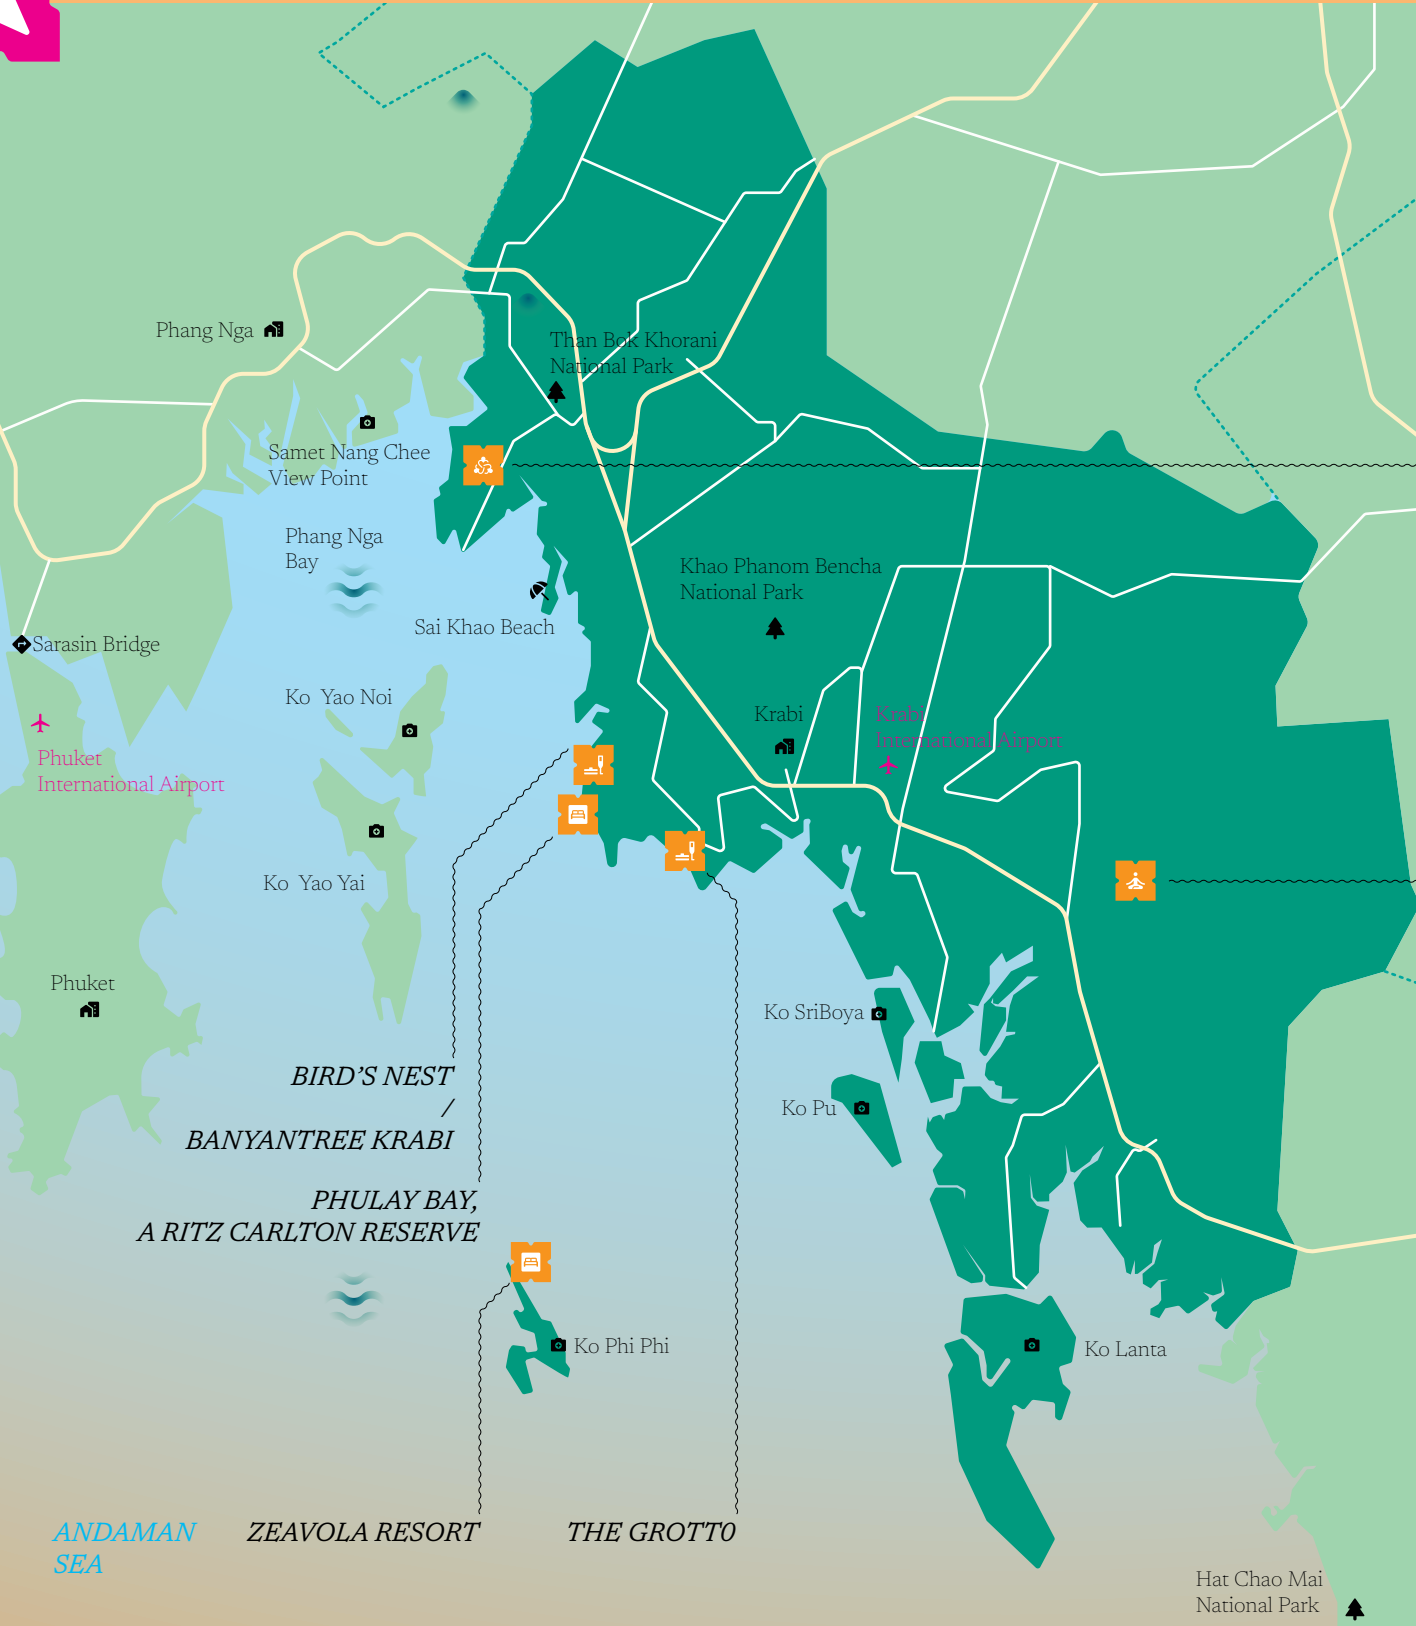 Than Bok Khorani
National Park
Phang Nga
Samet Nang Chee
View Point
Phang Nga
Bay
Khao Phanom Bencha
National Park
Sai Khao Beach
Sarasin Bridge
Ko Yao Noi
Krabi
Krabi
International Airport
Phuket
International Airport
Ko Yao Yai
Phuket
Ko SriBoya
BIRD'S NEST
/
BANYANTREE KRABI
Ko Pu
PHULAY BAY,
A RITZ CARLTON RESERVE
Ko Phi Phi
Ko Lanta
ANDAMAN
SEA
ZEAVOLA RESORT
THE GROTT0
Hat Chao Mai
National Park